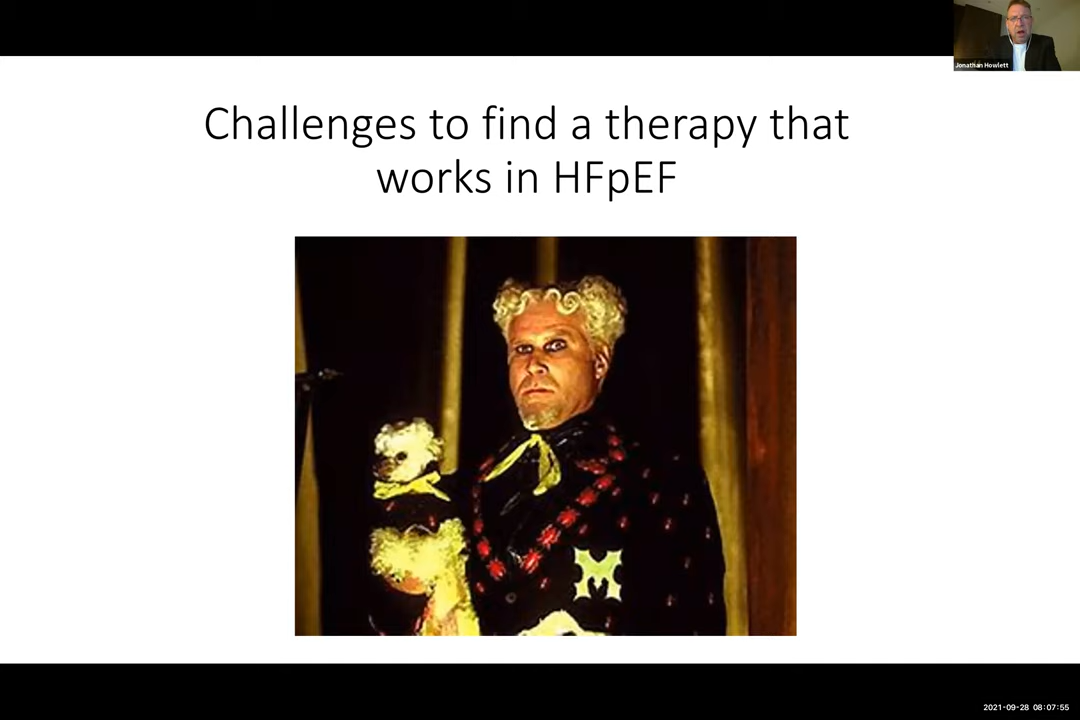 Jonathan Howlett
Challenges to find a therapy that
works in HFpEF
M
2021-09-28 08:07:55